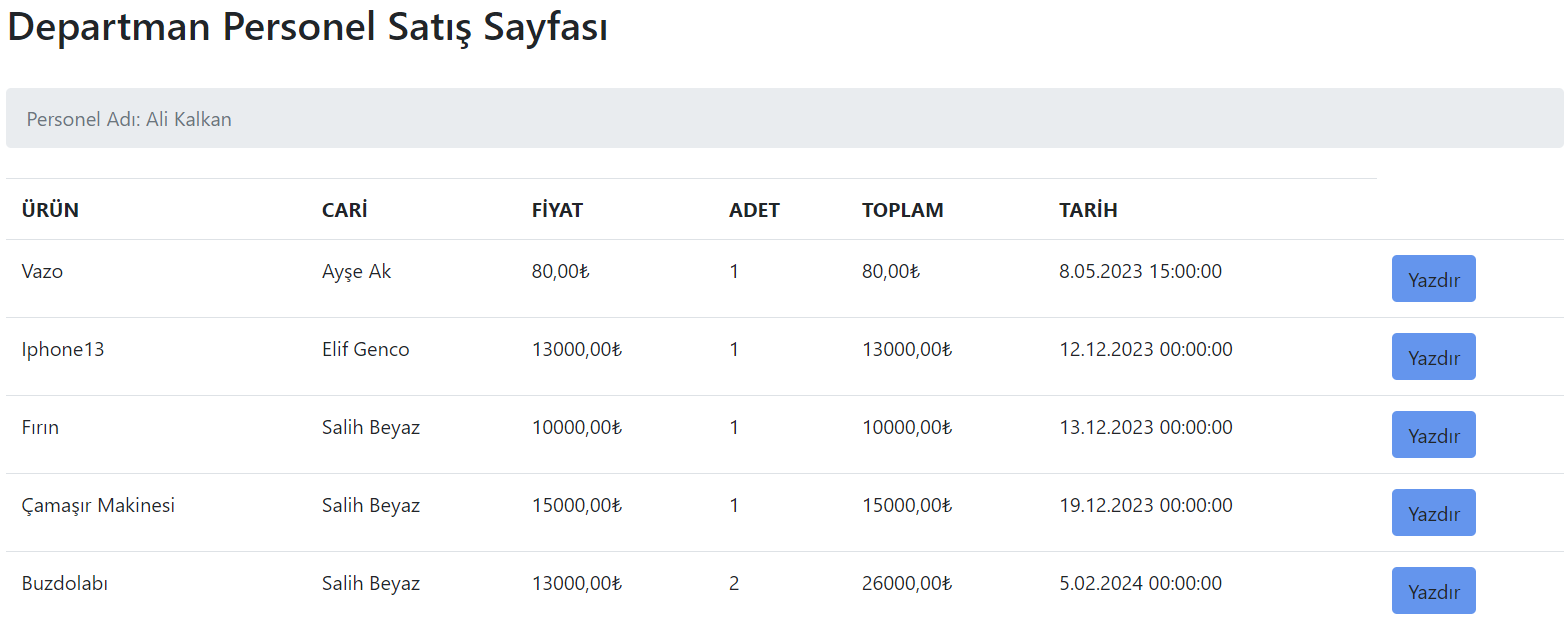 Departman Personel Satış Sayfası
Personel Adı: Ali Kalkan
ÜRÜN CARİ FİYAT ADET TOPLAM TARİH
Vazo Ayşe Ak 80,00₺ 1 80,00₺ 8.05.2023 15:00:00 Yazdır
Iphone13 Elif Genco 13000,00₺ 1 13000,00₺ 12.12.2023 00:00:00 Yazdır
Fırın Salih Beyaz 10000,00₺ 1 10000,00₺ 13.12.2023 00:00:00 Yazdır
Çamaşır Makinesi Salih Beyaz 15000,00₺ 1 15000,00₺ 19.12.2023 00:00:00 Yazdır
Buzdolabı Salih Beyaz 13000,00₺ 2 26000,00₺ 5.02.2024 00:00:00 Yazdır